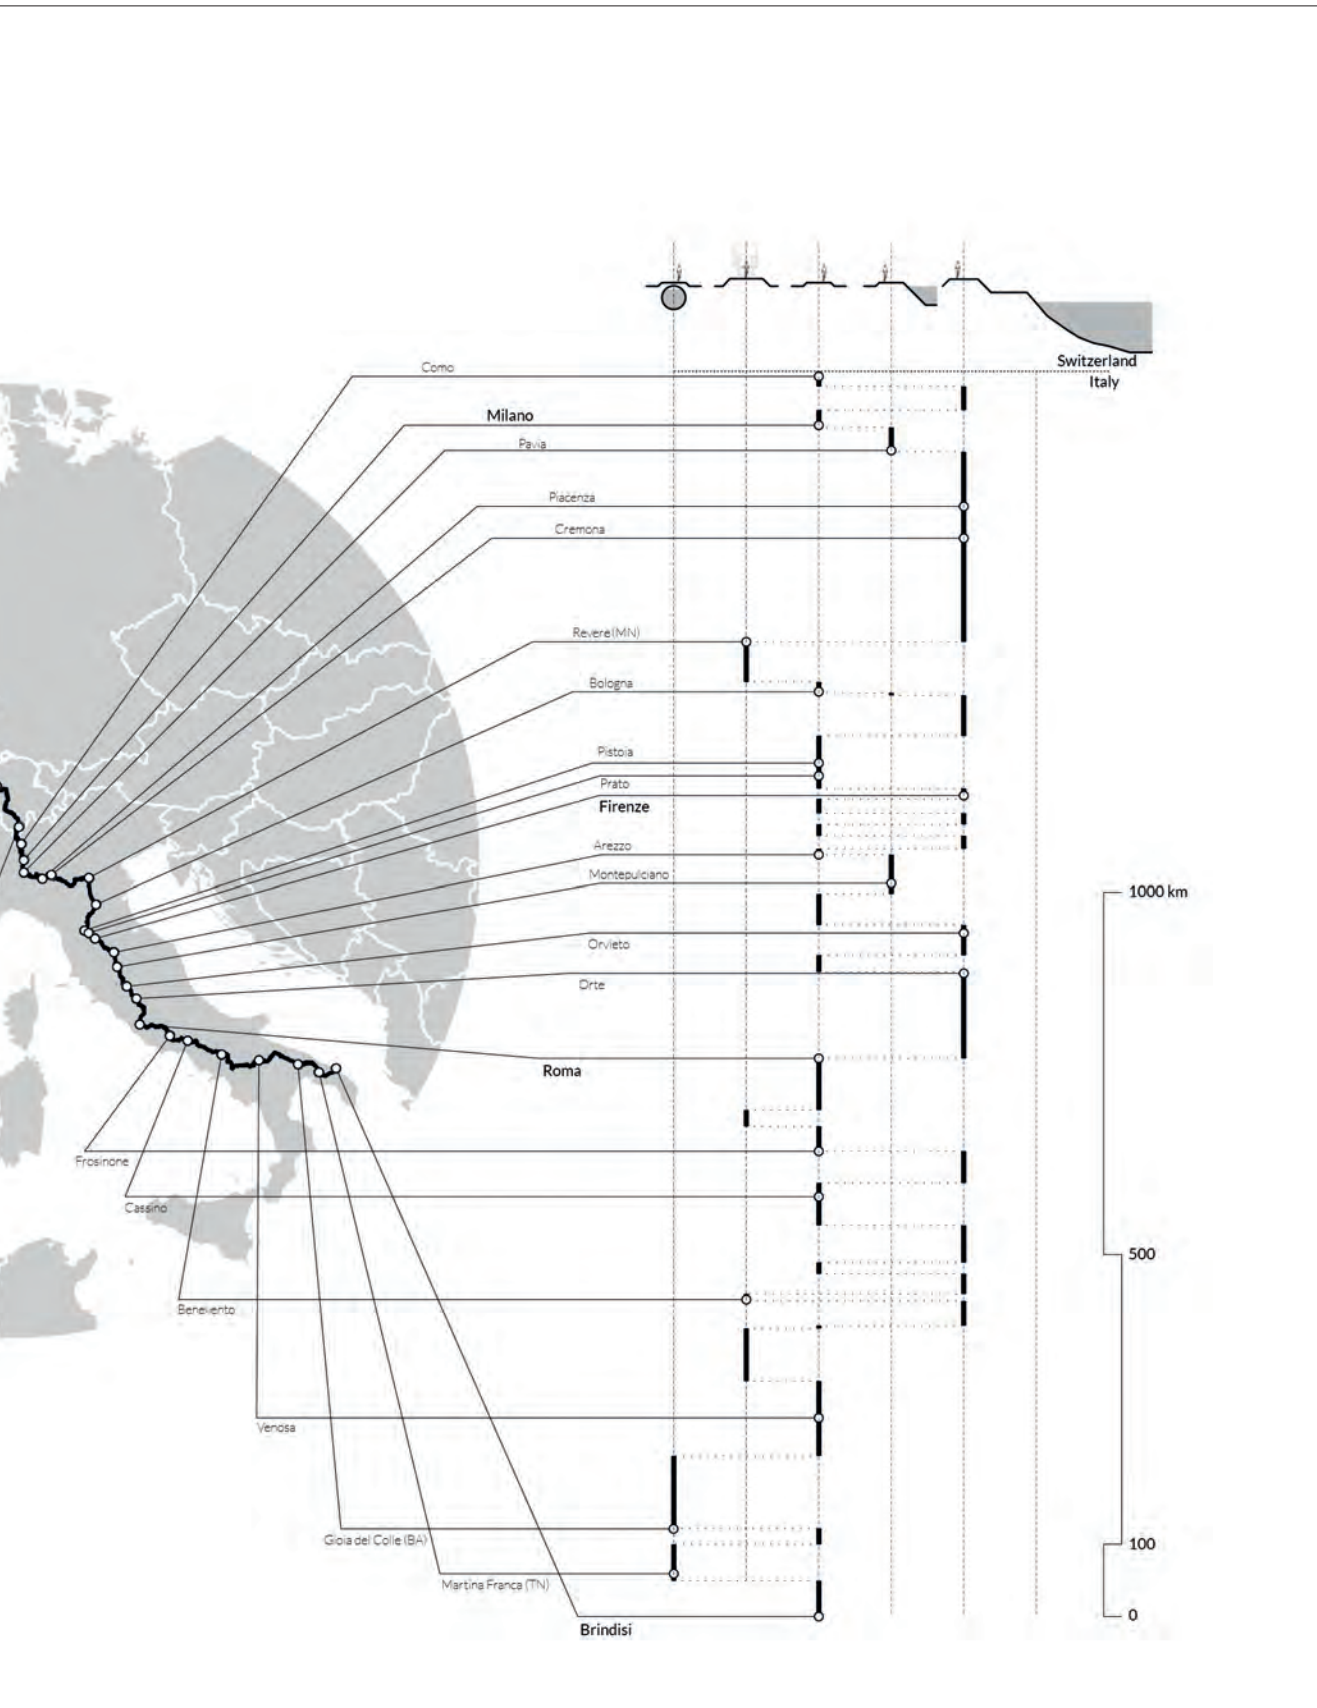 Switzerland
Italy
Como
Milano
Pavia
Piacenza
Cremona
Revere (MN)
Bologna
Pistoia
Prato
Firenze
Arezzo
Montepulciano
1000 km
Orvieto
Orte
Roma
Frosinone
Cassino
500
Benevento
Venosa
Gioia del Colle (BA)
100
Martina Franca (TN)
0
Brindisi